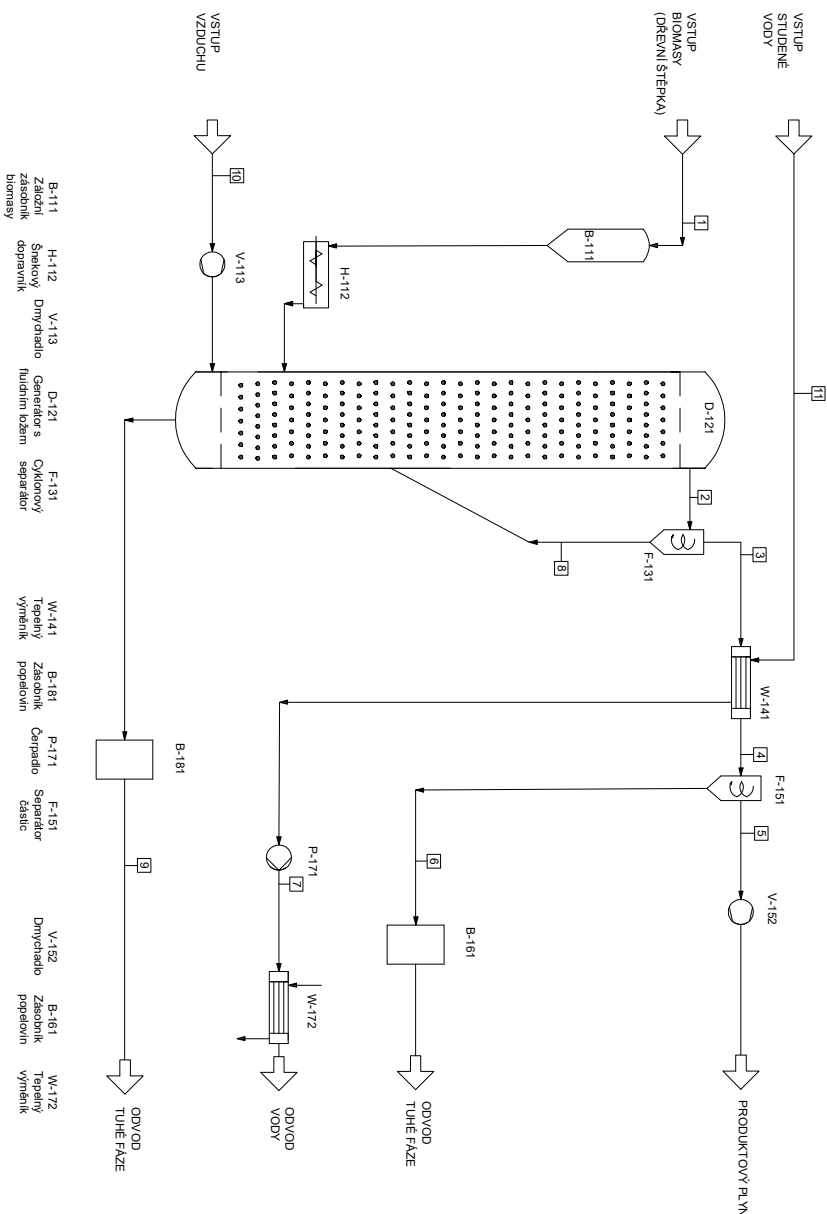 VSTUP
STUDENÉ
VODY
VSTUP
BIOMASY
(DŘEVNÍ ŠTĚPKA)
VSTUP
VZDUCHU
11
1
10
B-111
H-112
V-113
D-121
2
3
8
F-131
W-141
4
F-151
5
V-152
PRODUKTOVÝ PLYN
6
B-161
ODVOD
TUHÉ FÁZE
P-171
7
W-172
ODVOD
VODY
B-181
9
ODVOD
TUHÉ FÁZE
B-111
Záložní
zásobník
biomasy
H-112
Šnekový
dopravník
V-113
Dmychadlo
D-121
Generátor s
fluidním ložem
F-131
Cyklonový
separátor
W-141
Tepelný
výměník
B-181
Zásobník
popelovin
P-171
Čerpadlo
F-151
Separátor
částic
V-152
Dmychadlo
B-161
Zásobník
popelovin
W-172
Tepelný
výměník